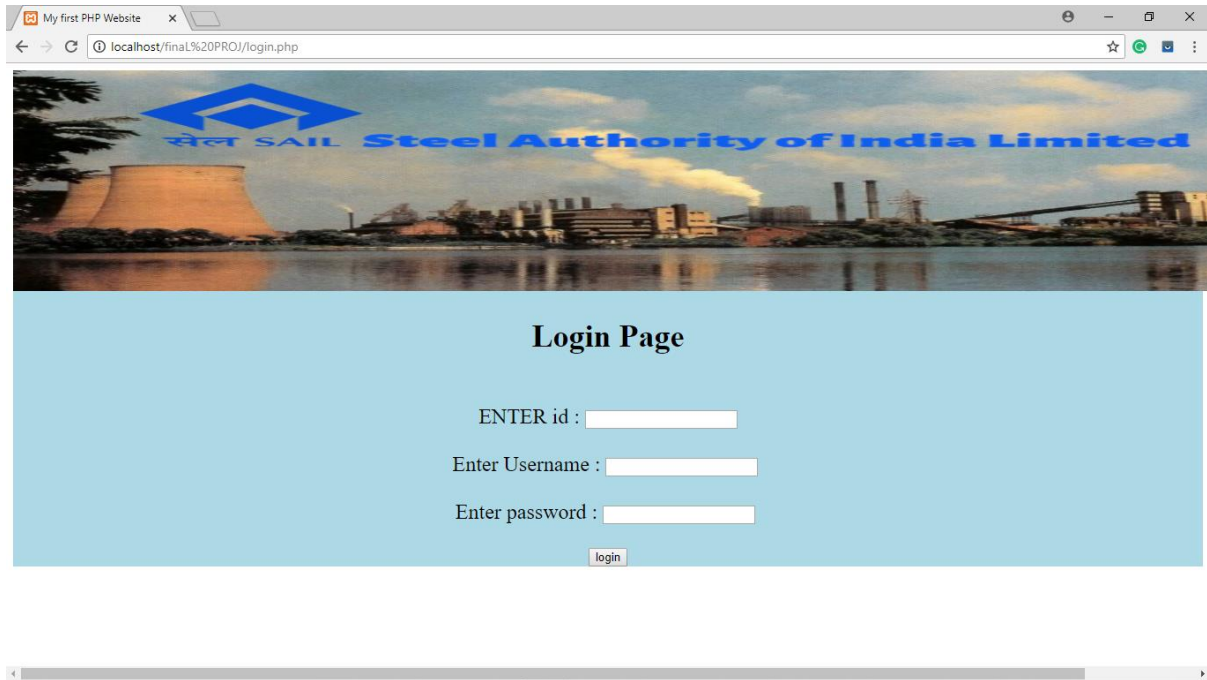 My first PHP Website
localhost/finaL%20PROJ/login.php
सेल SAIL Steel Authority of India Limited
Login Page
ENTER id :
Enter Username :
Enter password :
login